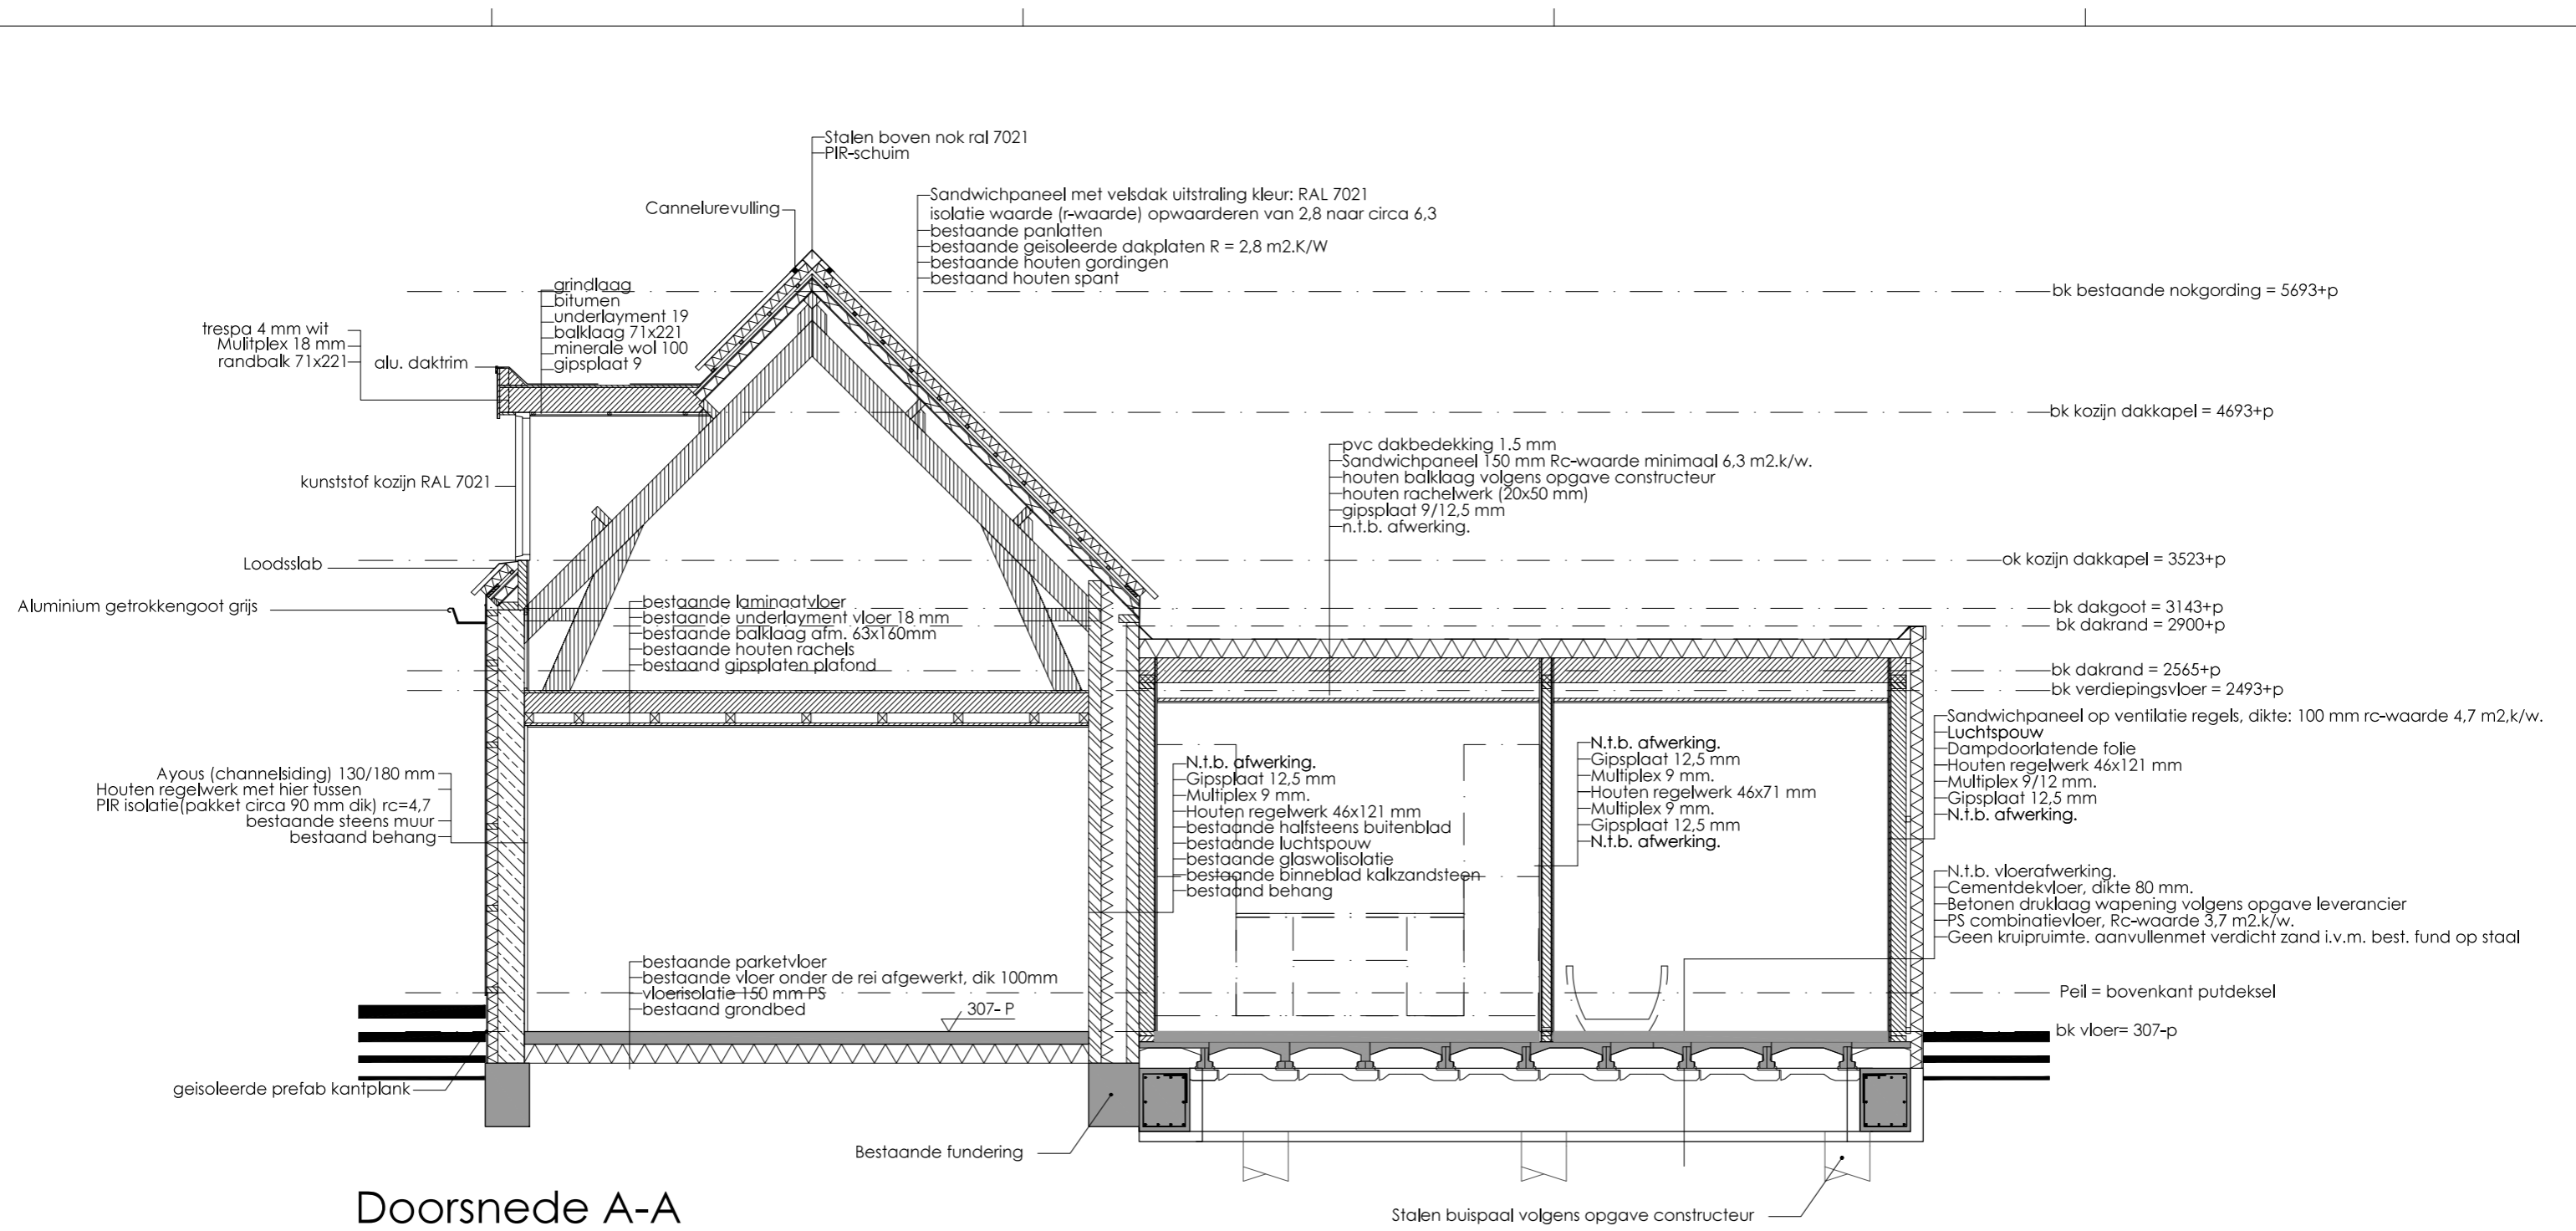 Stalen boven nok ral 7021
PIR-schuim
Cannelurevulling
Sandwichpaneel met velsdak uitstraling kleur: RAL 7021
isolatie waarde (r-waarde) opwaarderen van 2,8 naar circa 6,3
bestaande panlatten
bestaande geisoleerde dakplaten R = 2,8 m2.K/W
bestaande houten gordingen
bestaand houten spant
grindlaag
bitumen
underlayment 19
balklaag 71x221
minerale wol 100
gipsplaat 9
trespa 4 mm wit
Mulitplex 18 mm
randbalk 71x221
alu. daktrim
kunststof kozijn RAL 7021
Loodsslab
Aluminium getrokkengoot grijs
bk bestaande nokgording = 5693+p
bk kozijn dakkapel = 4693+p
pvc dakbedekking 1.5 mm
Sandwichpaneel 150 mm Rc-waarde minimaal 6,3 m2.k/w.
houten balklaag volgens opgave constructeur
houten rachelwerk (20x50 mm)
gipsplaat 9/12,5 mm
n.t.b. afwerking.
ok kozijn dakkapel = 3523+p
bk dakgoot = 3143+p
bk dakrand = 2900+p
bk dakrand = 2565+p
bk verdiepingsvloer = 2493+p
bestaande laminaatvloer
bestaande underlayment vloer 18 mm
bestaande balklaag afm. 63x160mm
bestaande houten rachels
bestaand gipsplaten plafond
Ayous (channelsiding) 130/180 mm
Houten regelwerk met hier tussen
PIR isolatie(pakket circa 90 mm dik) rc=4,7
bestaande steens muur
bestaand behang
N.t.b. afwerking.
Gipsplaat 12,5 mm
Multiplex 9 mm.
Houten regelwerk 46x121 mm
bestaande halfsteens buitenblad
bestaande luchtspouw
bestaande glaswolisolatie
bestaande binneblad kalkzandsteen
bestaand behang
N.t.b. afwerking.
Gipsplaat 12,5 mm
Multiplex 9 mm.
Houten regelwerk 46x71 mm
Multiplex 9 mm.
Gipsplaat 12,5 mm
N.t.b. afwerking.
Sandwichpaneel op ventilatie regels, dikte: 100 mm rc-waarde 4,7 m2,k/w.
Luchtspouw
Dampdoorlatende folie
Houten regelwerk 46x121 mm
Multiplex 9/12 mm.
Gipsplaat 12,5 mm
N.t.b. afwerking.
N.t.b. vloerafwerking.
Cementdekvloer, dikte 80 mm.
Betonen druklaag wapening volgens opgave leverancier
PS combinatievloer, Rc-waarde 3,7 m2.k/w.
Geen kruipruimte. aanvullenmet verdicht zand i.v.m. best. fund op staal
bestaande parketvloer
bestaande vloer onder de rei afgewerkt, dik 100mm
vloerisolatie 150 mm PS
bestaand grondbed
307- P
Peil = bovenkant putdeksel
bk vloer= 307-p
geisoleerde prefab kantplank
Bestaande fundering
Stalen buispaal volgens opgave constructeur
Doorsnede A-A